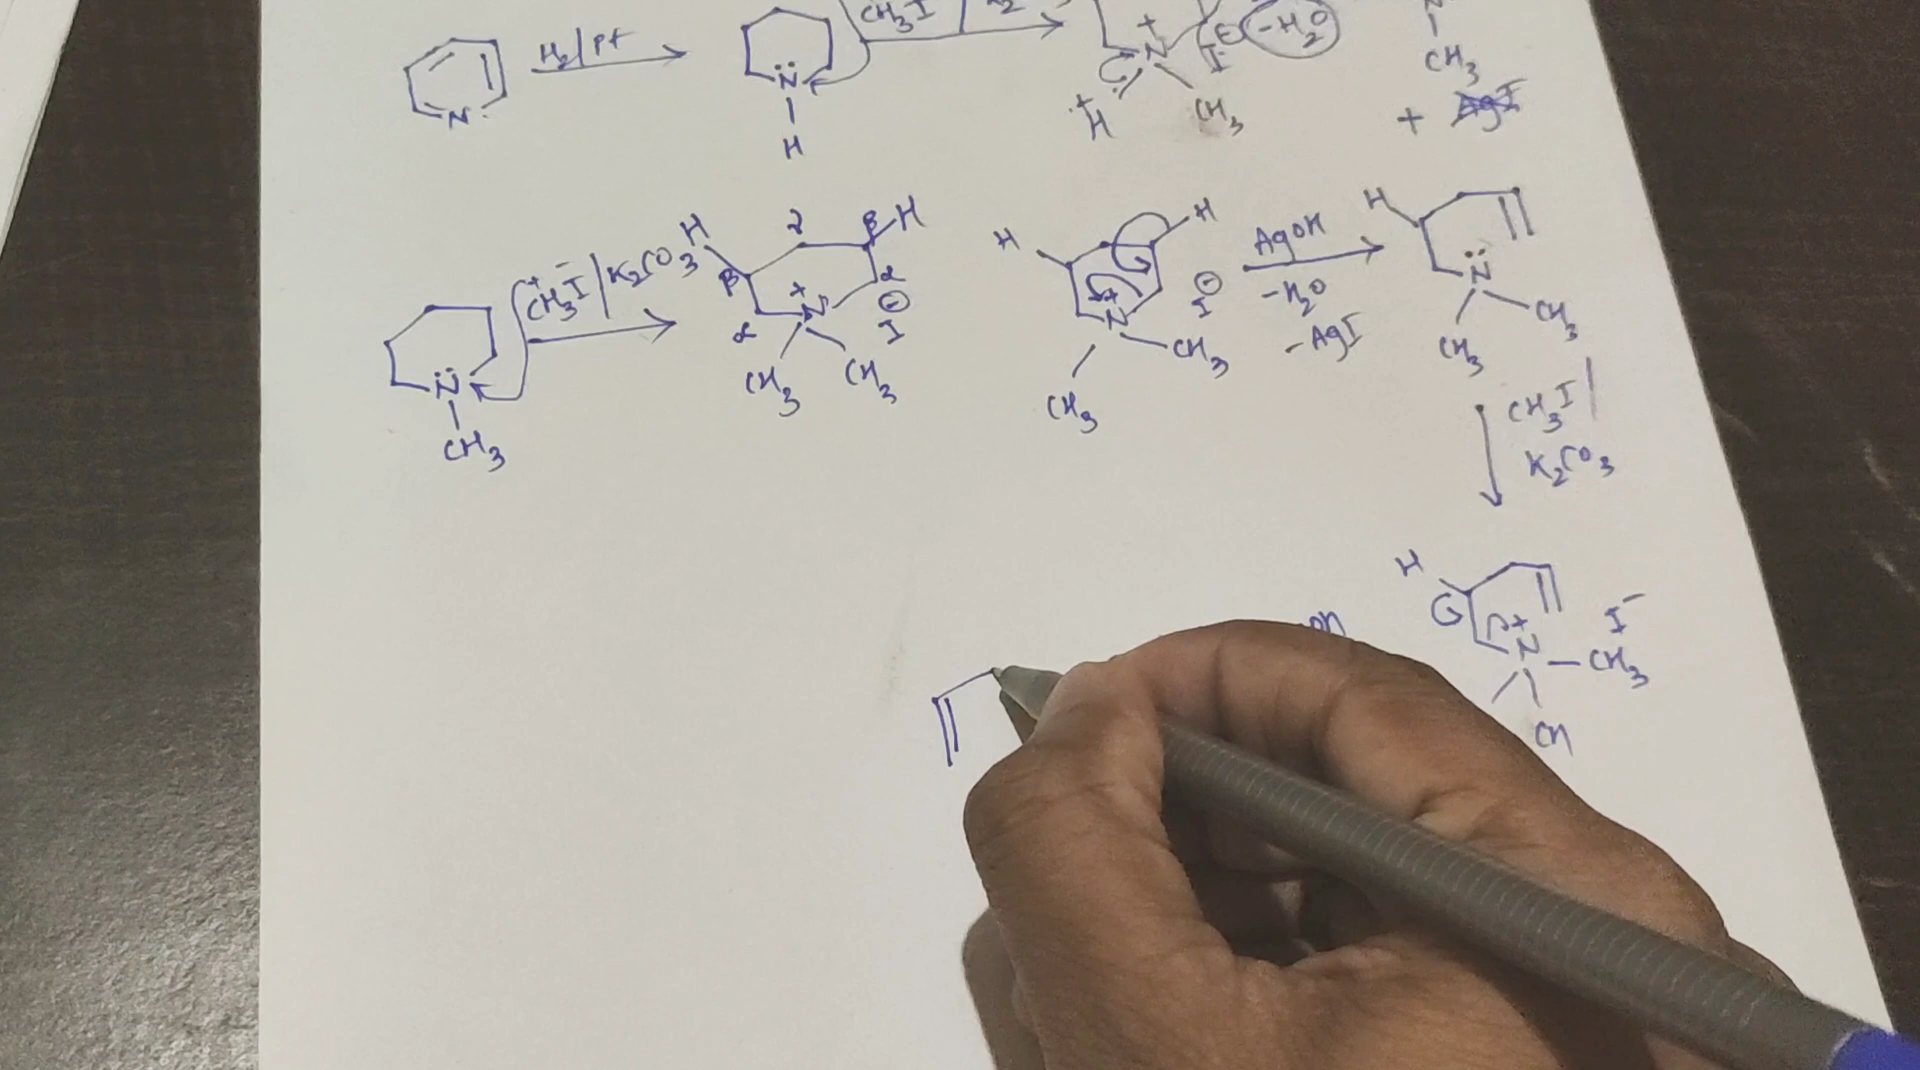 H₂/Pt
CH₃I /
N
N
H
+
N
H
CH₃
I
⊖
-H₂O
N
CH₃
+ AgI
CH₃I / K₂CO₃
N
CH₃
H
β
γ
β
H
α
α
+
N
CH₃
CH₃
⊖
I
H
H
+
N
CH₃
CH₃
⊖
I
AgOH
-H₂O
-AgI
H
N
CH₃
CH₃
CH₃I /
K₂CO₃
H
+
N
CH₃
CH
I⁻